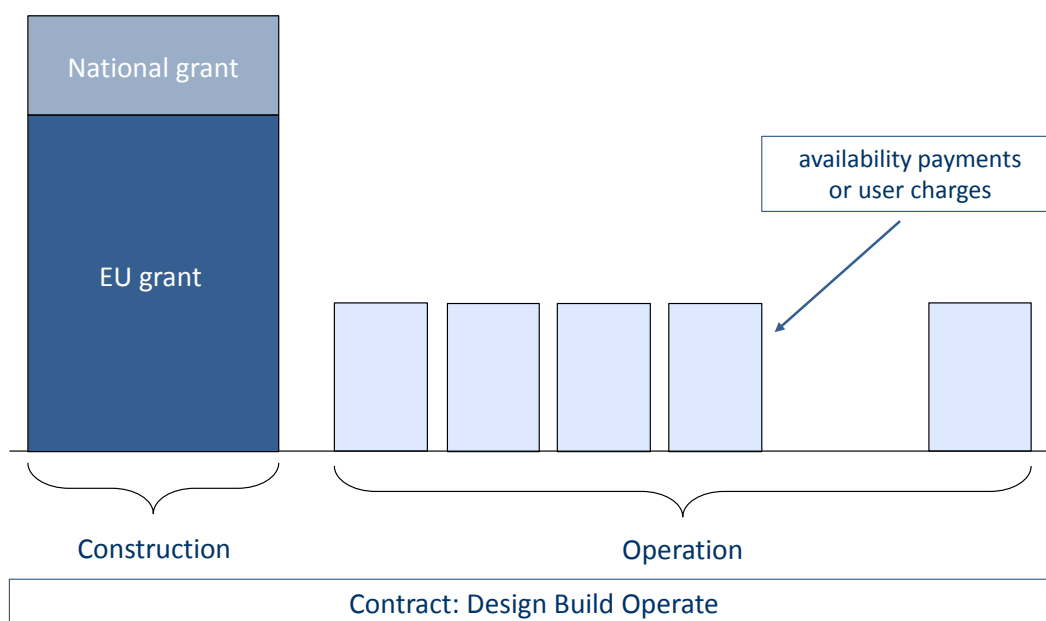 National grant
EU grant
availability payments
or user charges
Construction
Operation
Contract: Design Build Operate